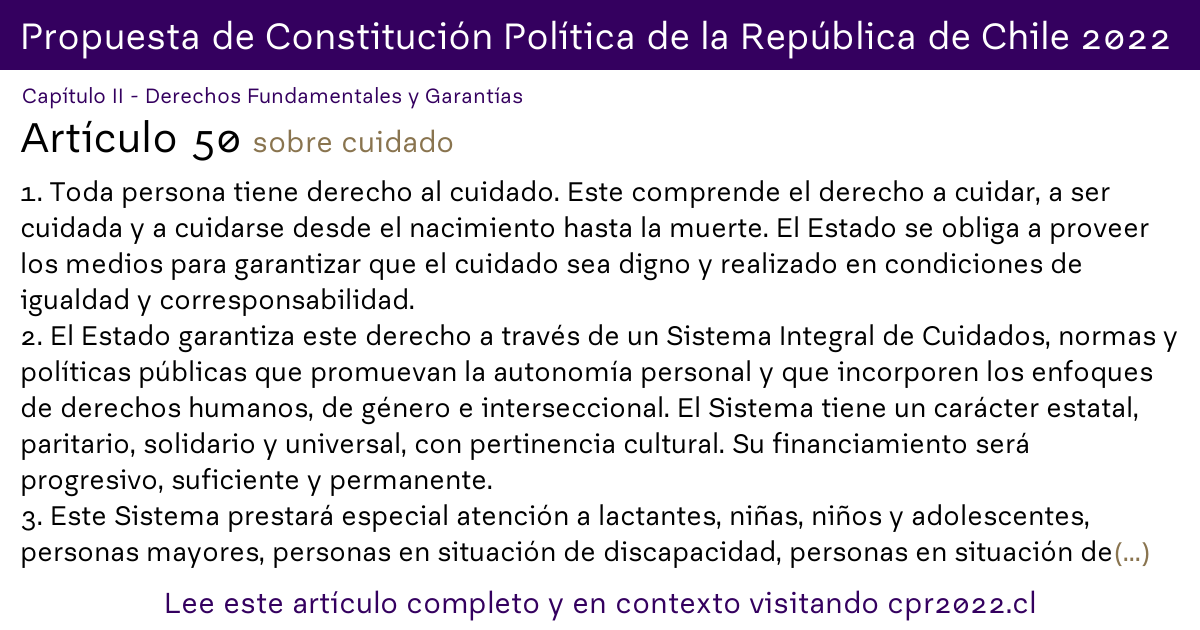 Propuesta de Constitución Política de la República de Chile 2022
Capítulo II - Derechos Fundamentales y Garantías
Artículo 50 sobre cuidado
1. Toda persona tiene derecho al cuidado. Este comprende el derecho a cuidar, a ser
cuidada y a cuidarse desde el nacimiento hasta la muerte. El Estado se obliga a proveer
los medios para garantizar que el cuidado sea digno y realizado en condiciones de
igualdad y corresponsabilidad.
2. El Estado garantiza este derecho a través de un Sistema Integral de Cuidados, normas y
políticas públicas que promuevan la autonomía personal y que incorporen los enfoques
de derechos humanos, de género e interseccional. El Sistema tiene un carácter estatal,
paritario, solidario y universal, con pertinencia cultural. Su financiamiento será
progresivo, suficiente y permanente.
3. Este Sistema prestará especial atención a lactantes, niñas, niños y adolescentes,
personas mayores, personas en situación de discapacidad, personas en situación de(...)
Lee este artículo completo y en contexto visitando cpr2022.cl